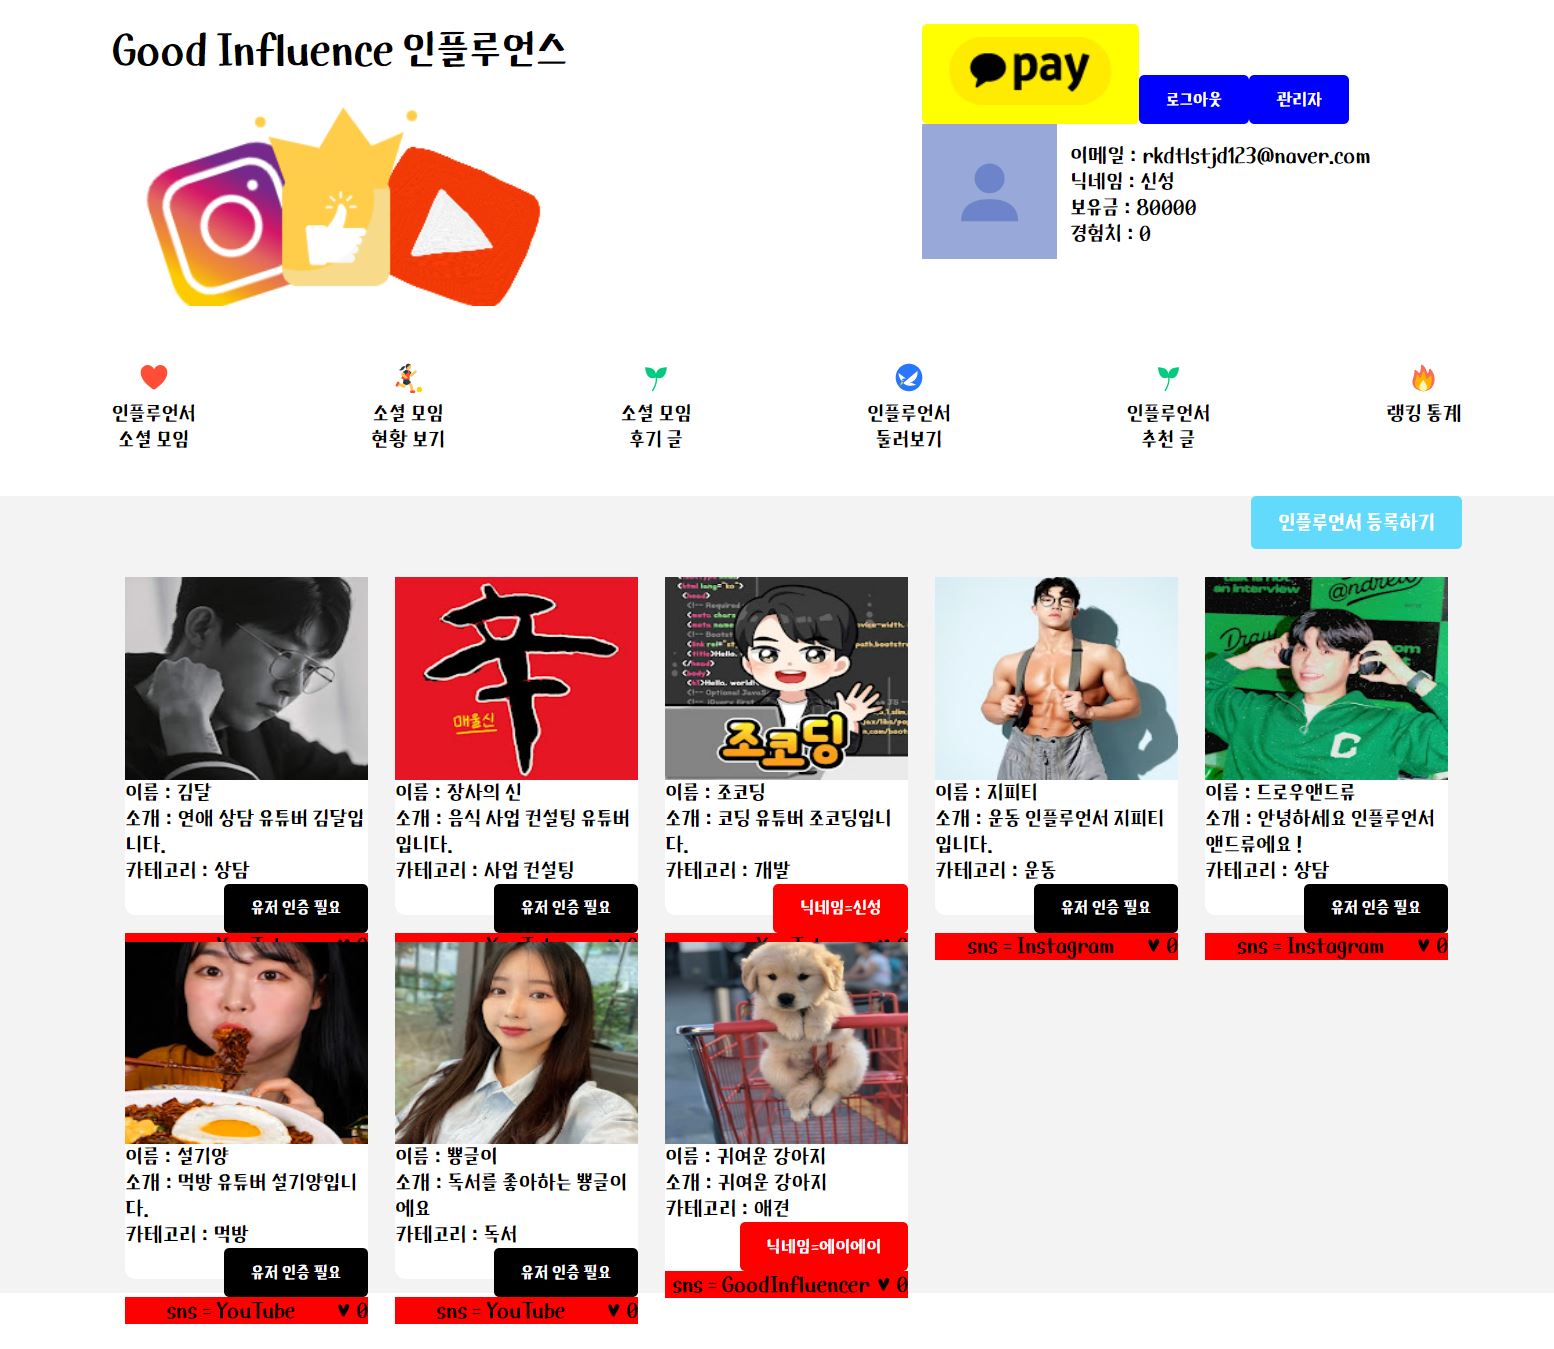 Good Influence 인플루언스
pay
로그아웃
관리자
이메일 : rkdtlstjd123@naver.com
닉네임 : 신성
보유금 : 80000
경험치 : 0
인플루언서
소셜 모임
소셜 모임
현황 보기
소셜 모임
후기 글
인플루언서
둘러보기
인플루언서
추천 글
랭킹 통계
인플루언서 등록하기
매울신
조코딩
이름 : 김달
소개 : 연애 상담 유튜버 김달입
니다.
카테고리 : 상담
유저 인증 필요
이름 : 장사의 신
소개 : 음식 사업 컨설팅 유튜버
입니다.
카테고리 : 사업 컨설팅
유저 인증 필요
이름 : 조코딩
소개 : 코딩 유튜버 조코딩입니
다.
카테고리 : 개발
닉네임=신성
이름 : 지피티
소개 : 운동 인플루언서 지피티
입니다.
카테고리 : 운동
유저 인증 필요
sns = Instagram ♥ 0
이름 : 드로우앤드류
소개 : 안녕하세요 인플루언서
앤드류에요 !
카테고리 : 상담
유저 인증 필요
sns = Instagram ♥ 0
이름 : 설기양
소개 : 먹방 유튜버 설기양입니
다.
카테고리 : 먹방
유저 인증 필요
sns = YouTube ♥ 0
이름 : 뿅글이
소개 : 독서를 좋아하는 뿅글이
에요
카테고리 : 독서
유저 인증 필요
sns = YouTube ♥ 0
이름 : 귀여운 강아지
소개 : 귀여운 강아지
카테고리 : 애견
닉네임=에이에이
sns = GoodInfluencer ♥ 0